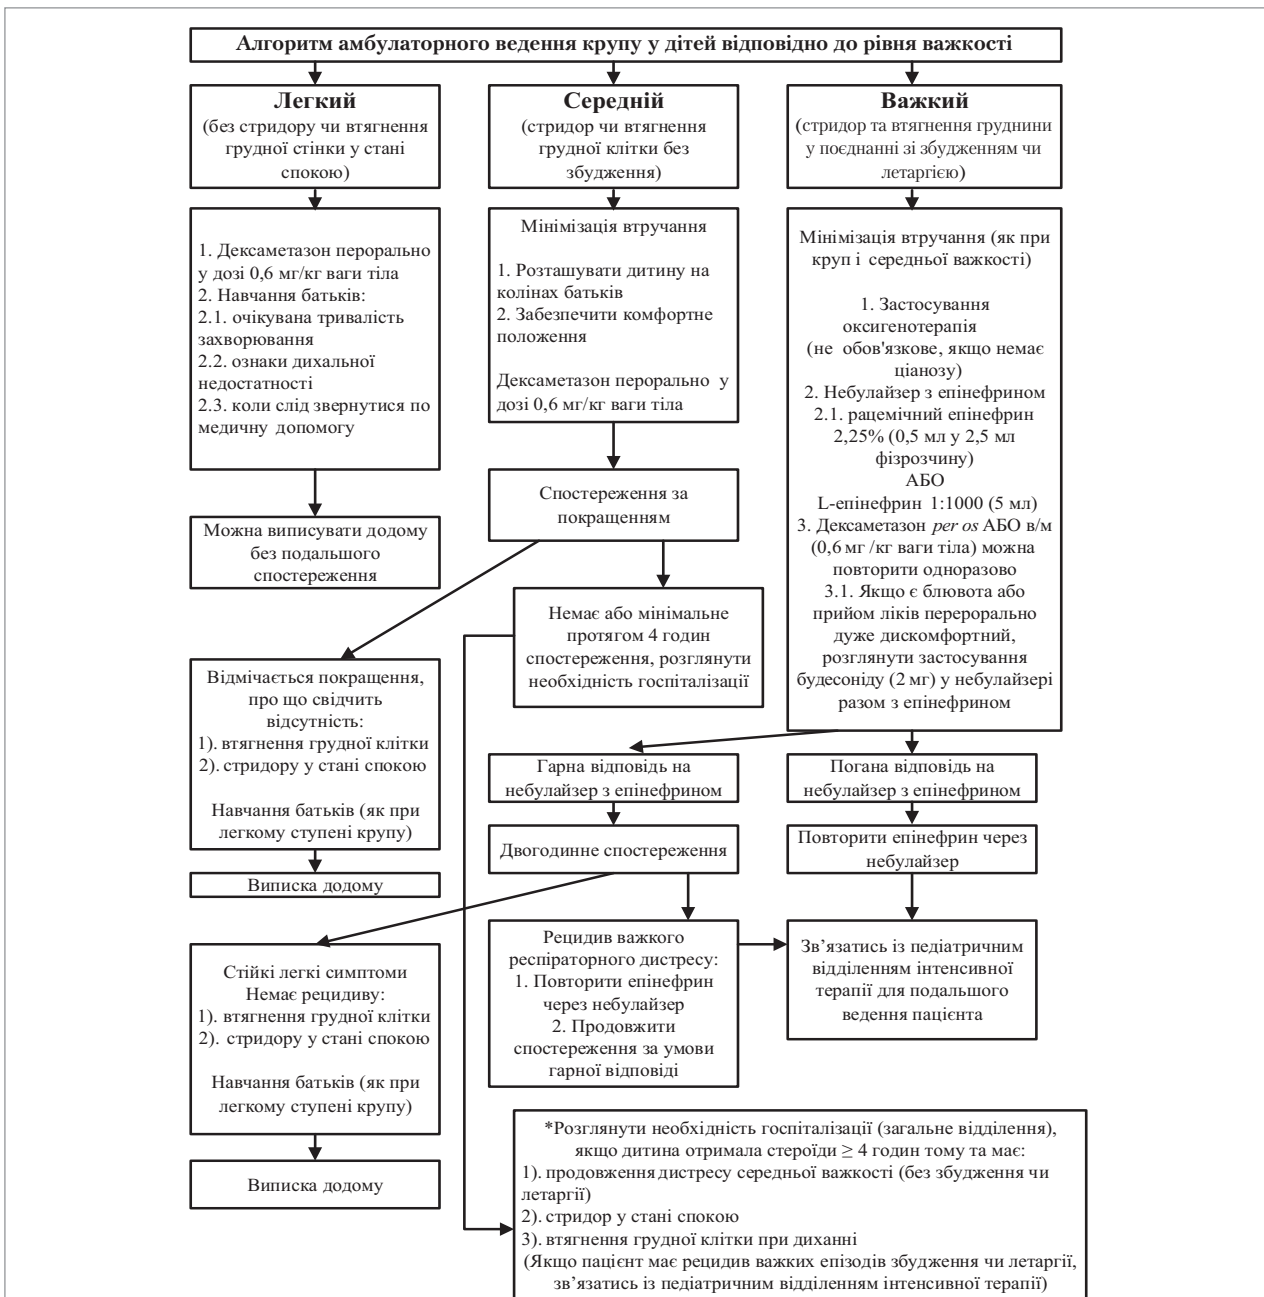 Алгоритм амбулаторного ведення крупу у дітей відповідно до рівня важкості
Легкий
(без стридору чи втягнення
грудної стінки у стані
спокою)
Середній
(стридор чи втягнення
грудної клітки без
збудження)
Важкий
(стридор та втягнення груднини
у поєднанні зі збудженням чи
летаргією)
1. Дексаметазон перорально
у дозі 0,6 мг/кг ваги тіла
2. Навчання батьків:
2.1. очікувана тривалість
захворювання
2.2. ознаки дихальної
недостатності
2.3. коли слід звернутися по
медичну допомогу
Можна виписувати додому
без подальшого
спостереження
Мінімізація втручання
1. Розташувати дитину на
колінах батьків
2. Забезпечити комфортне
положення
Дексаметазон перорально у
дозі 0,6 мг/кг ваги тіла
Спостереження за
покращенням
Немає або мінімальне
протягом 4 годин
спостереження, розглянути
необхідність госпіталізації
Відмічається покращення,
про що свідчить
відсутність:
1). втягнення грудної клітки
2). стридору у стані спокою
Навчання батьків (як при
легкому ступені крупу)
Виписка додому
Мінімізація втручання (як при
круп і середньої важкості)
1. Застосування
оксигенотерапія
(не обов'язкове, якщо немає
ціанозу)
2. Небулайзер з епінефрином
2.1. рацемічний епінефрин
2,25% (0,5 мл у 2,5 мл
фізрозчину)
АБО
L-епінефрин 1:1000 (5 мл)
3. Дексаметазон per os АБО в/м
(0,6 мг /кг ваги тіла) можна
повторити одноразово
3.1. Якщо є блювота або
прийом ліків перерорально
дуже дискомфортний,
розглянути застосування
будесоніду (2 мг) у небулайзері
разом з епінефрином
Гарна відповідь на
небулайзер з епінефрином
Погана відповідь на
небулайзер з епінефрином
Двогодинне спостереження
Повторити епінефрин через
небулайзер
Стійкі легкі симптоми
Немає рецидиву:
1). втягнення грудної клітки
2). стридору у стані спокою
Навчання батьків (як при
легкому ступені крупу)
Виписка додому
Рецидив важкого
респіраторного дистресу:
1. Повторити епінефрин
через небулайзер
2. Продовжити
спостереження за умови
гарної відповіді
Зв’язатись із педіатричним
відділенням інтенсивної
терапії для подальшого
ведення пацієнта
*Розглянути необхідність госпіталізації (загальне відділення),
якщо дитина отримала стероїди ≥ 4 годин тому та має:
1). продовження дистресу середньої важкості (без збудження чи
летаргії)
2). стридор у стані спокою
3). втягнення грудної клітки при диханні
(Якщо пацієнт має рецидив важких епізодів збудження чи летаргії,
зв’язатись із педіатричним відділенням інтенсивної терапії)